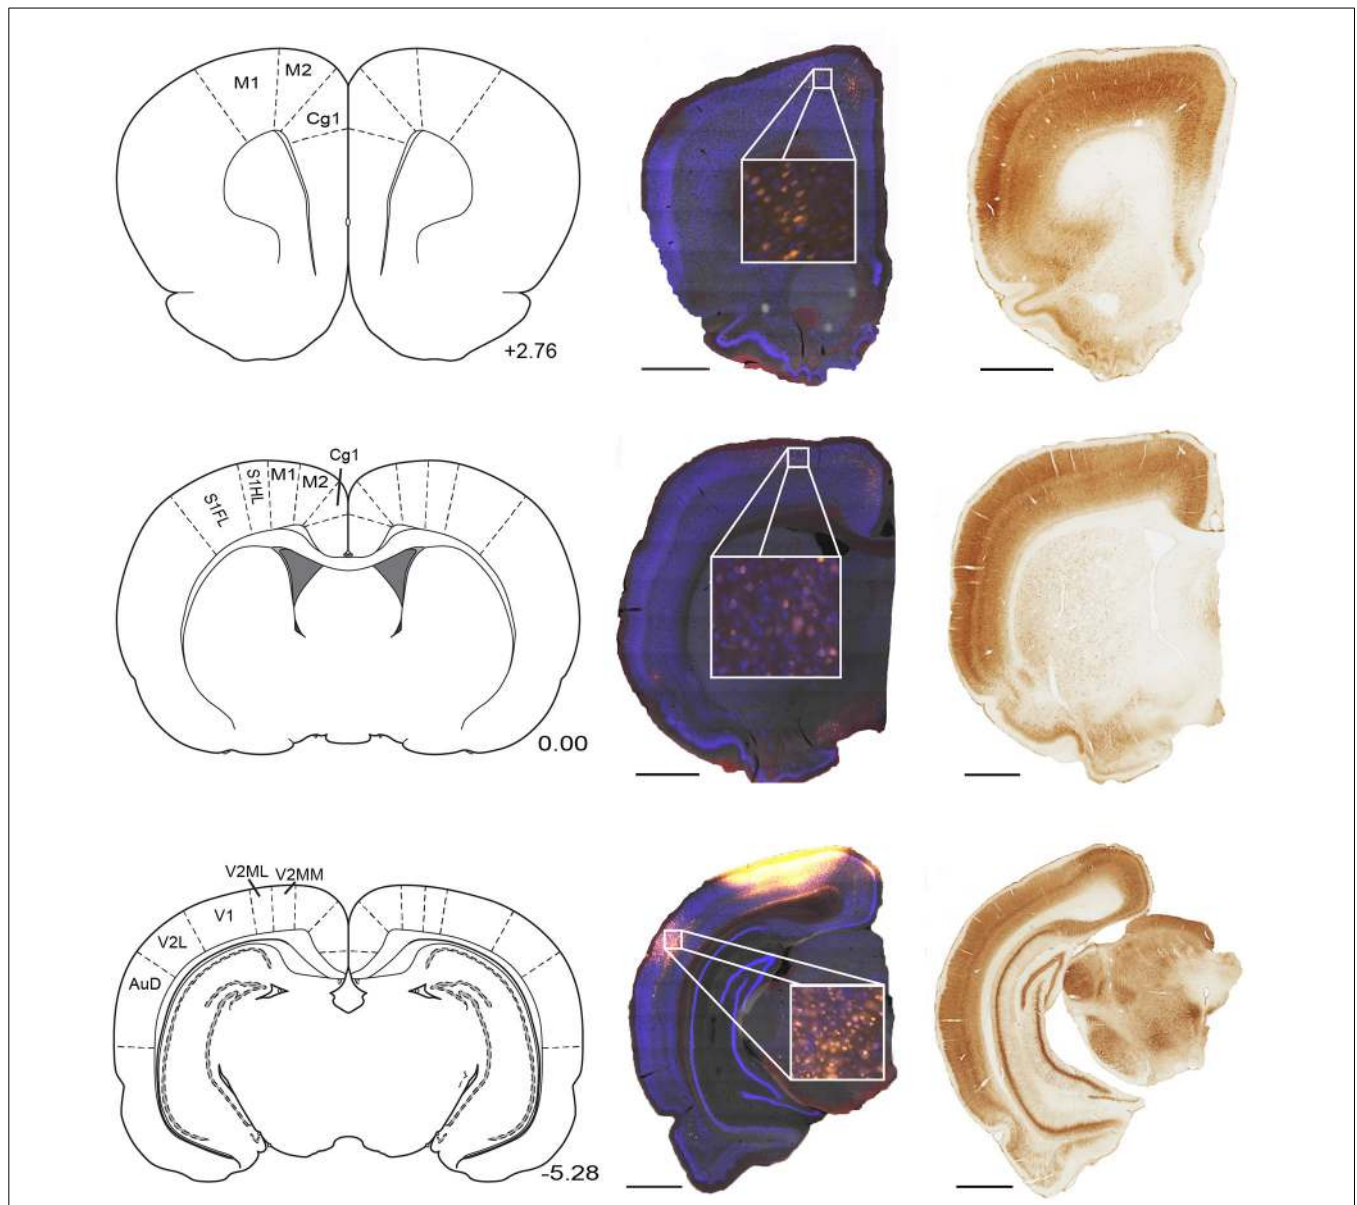 M1
M2
Cg1
+2.76
Cg1
S1FL
S1HL
M1
M2
0.00
V2ML
V2MM
V1
V2L
AuD
-5.28